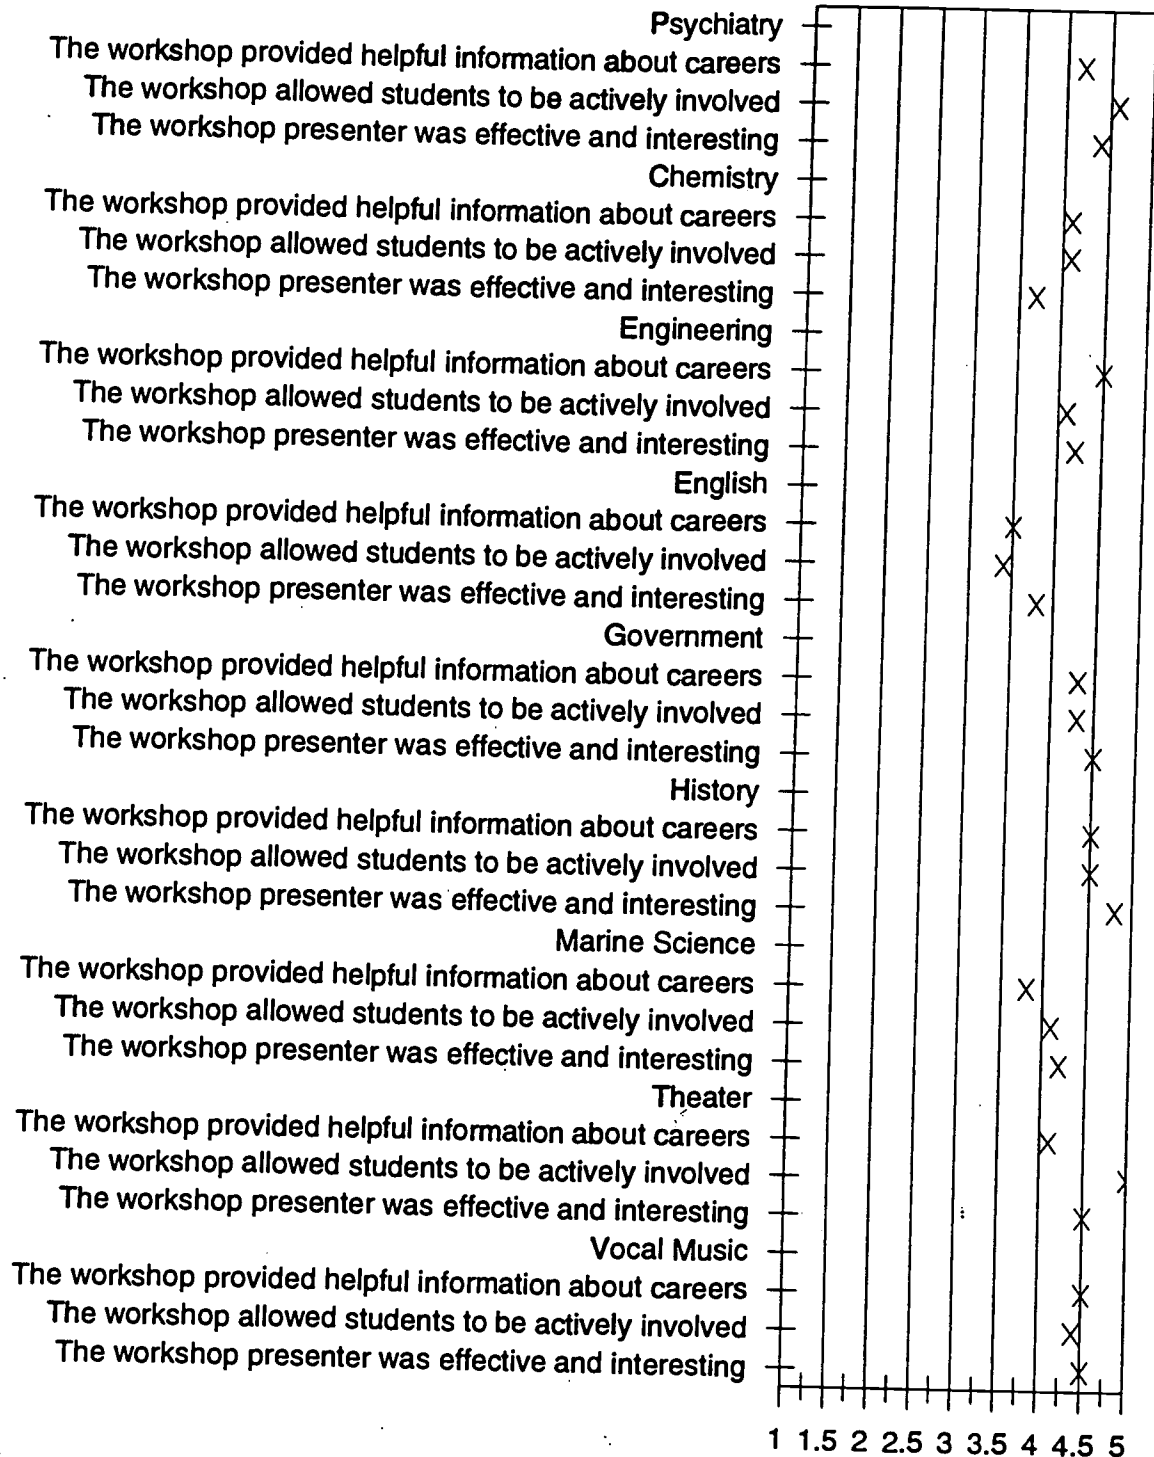 Psychiatry
The workshop provided helpful information about careers
The workshop allowed students to be actively involved
The workshop presenter was effective and interesting
Chemistry
The workshop provided helpful information about careers
The workshop allowed students to be actively involved
The workshop presenter was effective and interesting
Engineering
The workshop provided helpful information about careers
The workshop allowed students to be actively involved
The workshop presenter was effective and interesting
English
The workshop provided helpful information about careers
The workshop allowed students to be actively involved
The workshop presenter was effective and interesting
Government
The workshop provided helpful information about careers
The workshop allowed students to be actively involved
The workshop presenter was effective and interesting
History
The workshop provided helpful information about careers
The workshop allowed students to be actively involved
The workshop presenter was effective and interesting
Marine Science
The workshop provided helpful information about careers
The workshop allowed students to be actively involved
The workshop presenter was effective and interesting
Theater
The workshop provided helpful information about careers
The workshop allowed students to be actively involved
The workshop presenter was effective and interesting
Vocal Music
The workshop provided helpful information about careers
The workshop allowed students to be actively involved
The workshop presenter was effective and interesting
1 1.5 2 2.5 3 3.5 4 4.5 5